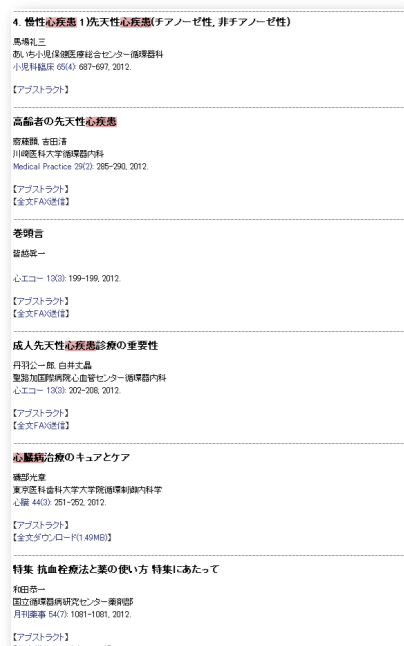 4. 慢性心疾患 1)先天性心疾患(チアノーゼ性, 非チアノーゼ性)
馬場礼三
あいち小児保健医療総合センター循環器科
小児科臨床 65(4): 687-697, 2012.
【アブストラクト】
高齢者の先天性心疾患
齋藤顕, 吉田清
川崎医科大学循環器内科
Medical Practice 29(2): 285-290, 2012.
【アブストラクト】
【全文FAX送信】
巻頭言
皆越眞一
心エコー 13(3): 199-199, 2012.
【アブストラクト】
【全文FAX送信】
成人先天性心疾患診療の重要性
丹羽公一郎, 白井丈晶
聖路加国際病院心血管センター循環器内科
心エコー 13(3): 202-208, 2012.
【アブストラクト】
【全文FAX送信】
心臓病治療のキュアとケア
磯部光章
東京医科歯科大学大学院循環制御内科学
心臓 44(3): 251-252, 2012.
【アブストラクト】
【全文ダウンロード(1.49MB)】
特集 抗血栓療法と薬の使い方 特集にあたって
和田恭一
国立循環器病研究センター薬剤部
月刊薬事 54(7): 1081-1081, 2012.
【アブストラクト】